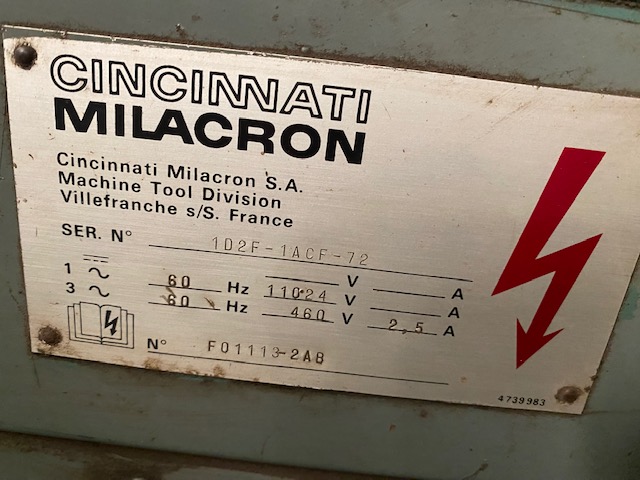 CINCINNATI
MILACRON
Cincinnati Milacron S.A.
Machine Tool Division
Villefranche s/S. France
SER. N° 1D2F-1ACF-72
V A
1 ~ 60 Hz 110-24 V A
3 ~ 60 Hz 460 V 2,5 A
N° F01113-2AB
4739983